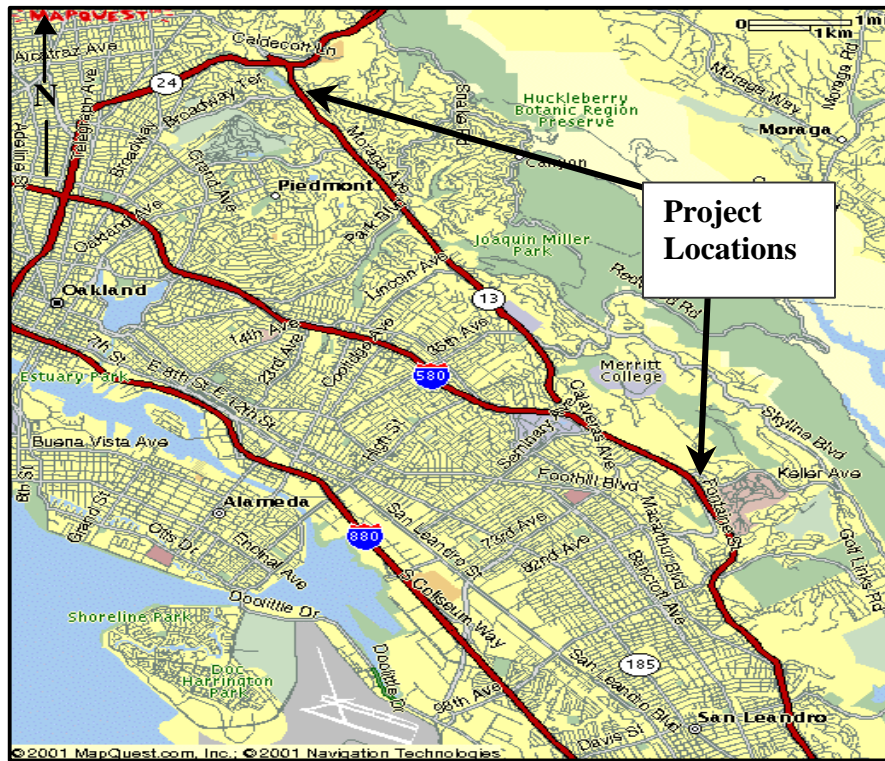 MAPQUEST
Caldecott Ln
0 1mi
1km
Alcatraz Ave
24
N
Telegraph Ave
Adeline St
Broadway Ter
Broadway
Grand Ave
Moraga Ave
Snake Rd
Huckleberry
Botanic Region
Preserve
Moraga Way
Moraga Rd
Moraga
Canyon
Piedmont
Oakland Ave
Park Blvd
Project
Locations
Joaquin Miller
Park
Redwood Rd
Lincoln Ave
13
Oakland
14th Ave
23rd Ave
Coolidge Ave
35th Ave
7th St
E 8th St
E 12th St
Estuary Park
580
Merritt
College
Calaveras Ave
Seminary Ave
Skyline Blvd
High St
Buena Vista Ave
8th St
Foothill Blvd
Keller Ave
Fontaine St
Grand St
Alameda
Otis Dr
Encinal Ave
San Leandro St
73rd Ave
82nd Ave
Macarthur Blvd
Bancroft Ave
Golf Links Rd
880
S Coliseum Way
Doolittle Dr
Shoreline Park
Doc
Harrington
Park
Doolittle Dr
98th Ave
185
San Leandro Blvd
San Leandro
Davis St
©2001 MapQuest.com, Inc.; ©2001 Navigation Technologies